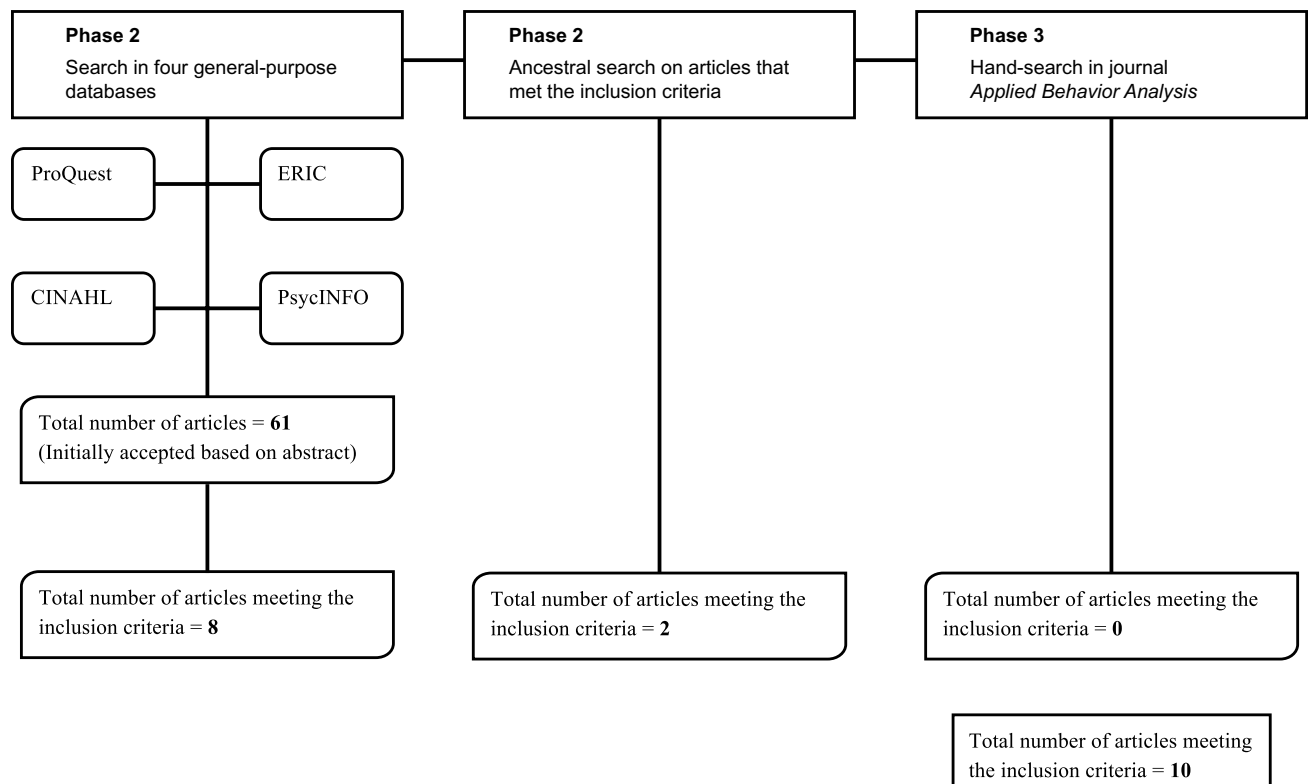 Phase 2
Search in four general-purpose
databases
Phase 2
Ancestral search on articles that
met the inclusion criteria
Phase 3
Hand-search in journal
Applied Behavior Analysis
ProQuest
ERIC
CINAHL
PsycINFO
Total number of articles = 61
(Initially accepted based on abstract)
Total number of articles meeting the
inclusion criteria = 8
Total number of articles meeting the
inclusion criteria = 2
Total number of articles meeting the
inclusion criteria = 0
Total number of articles meeting
the inclusion criteria = 10